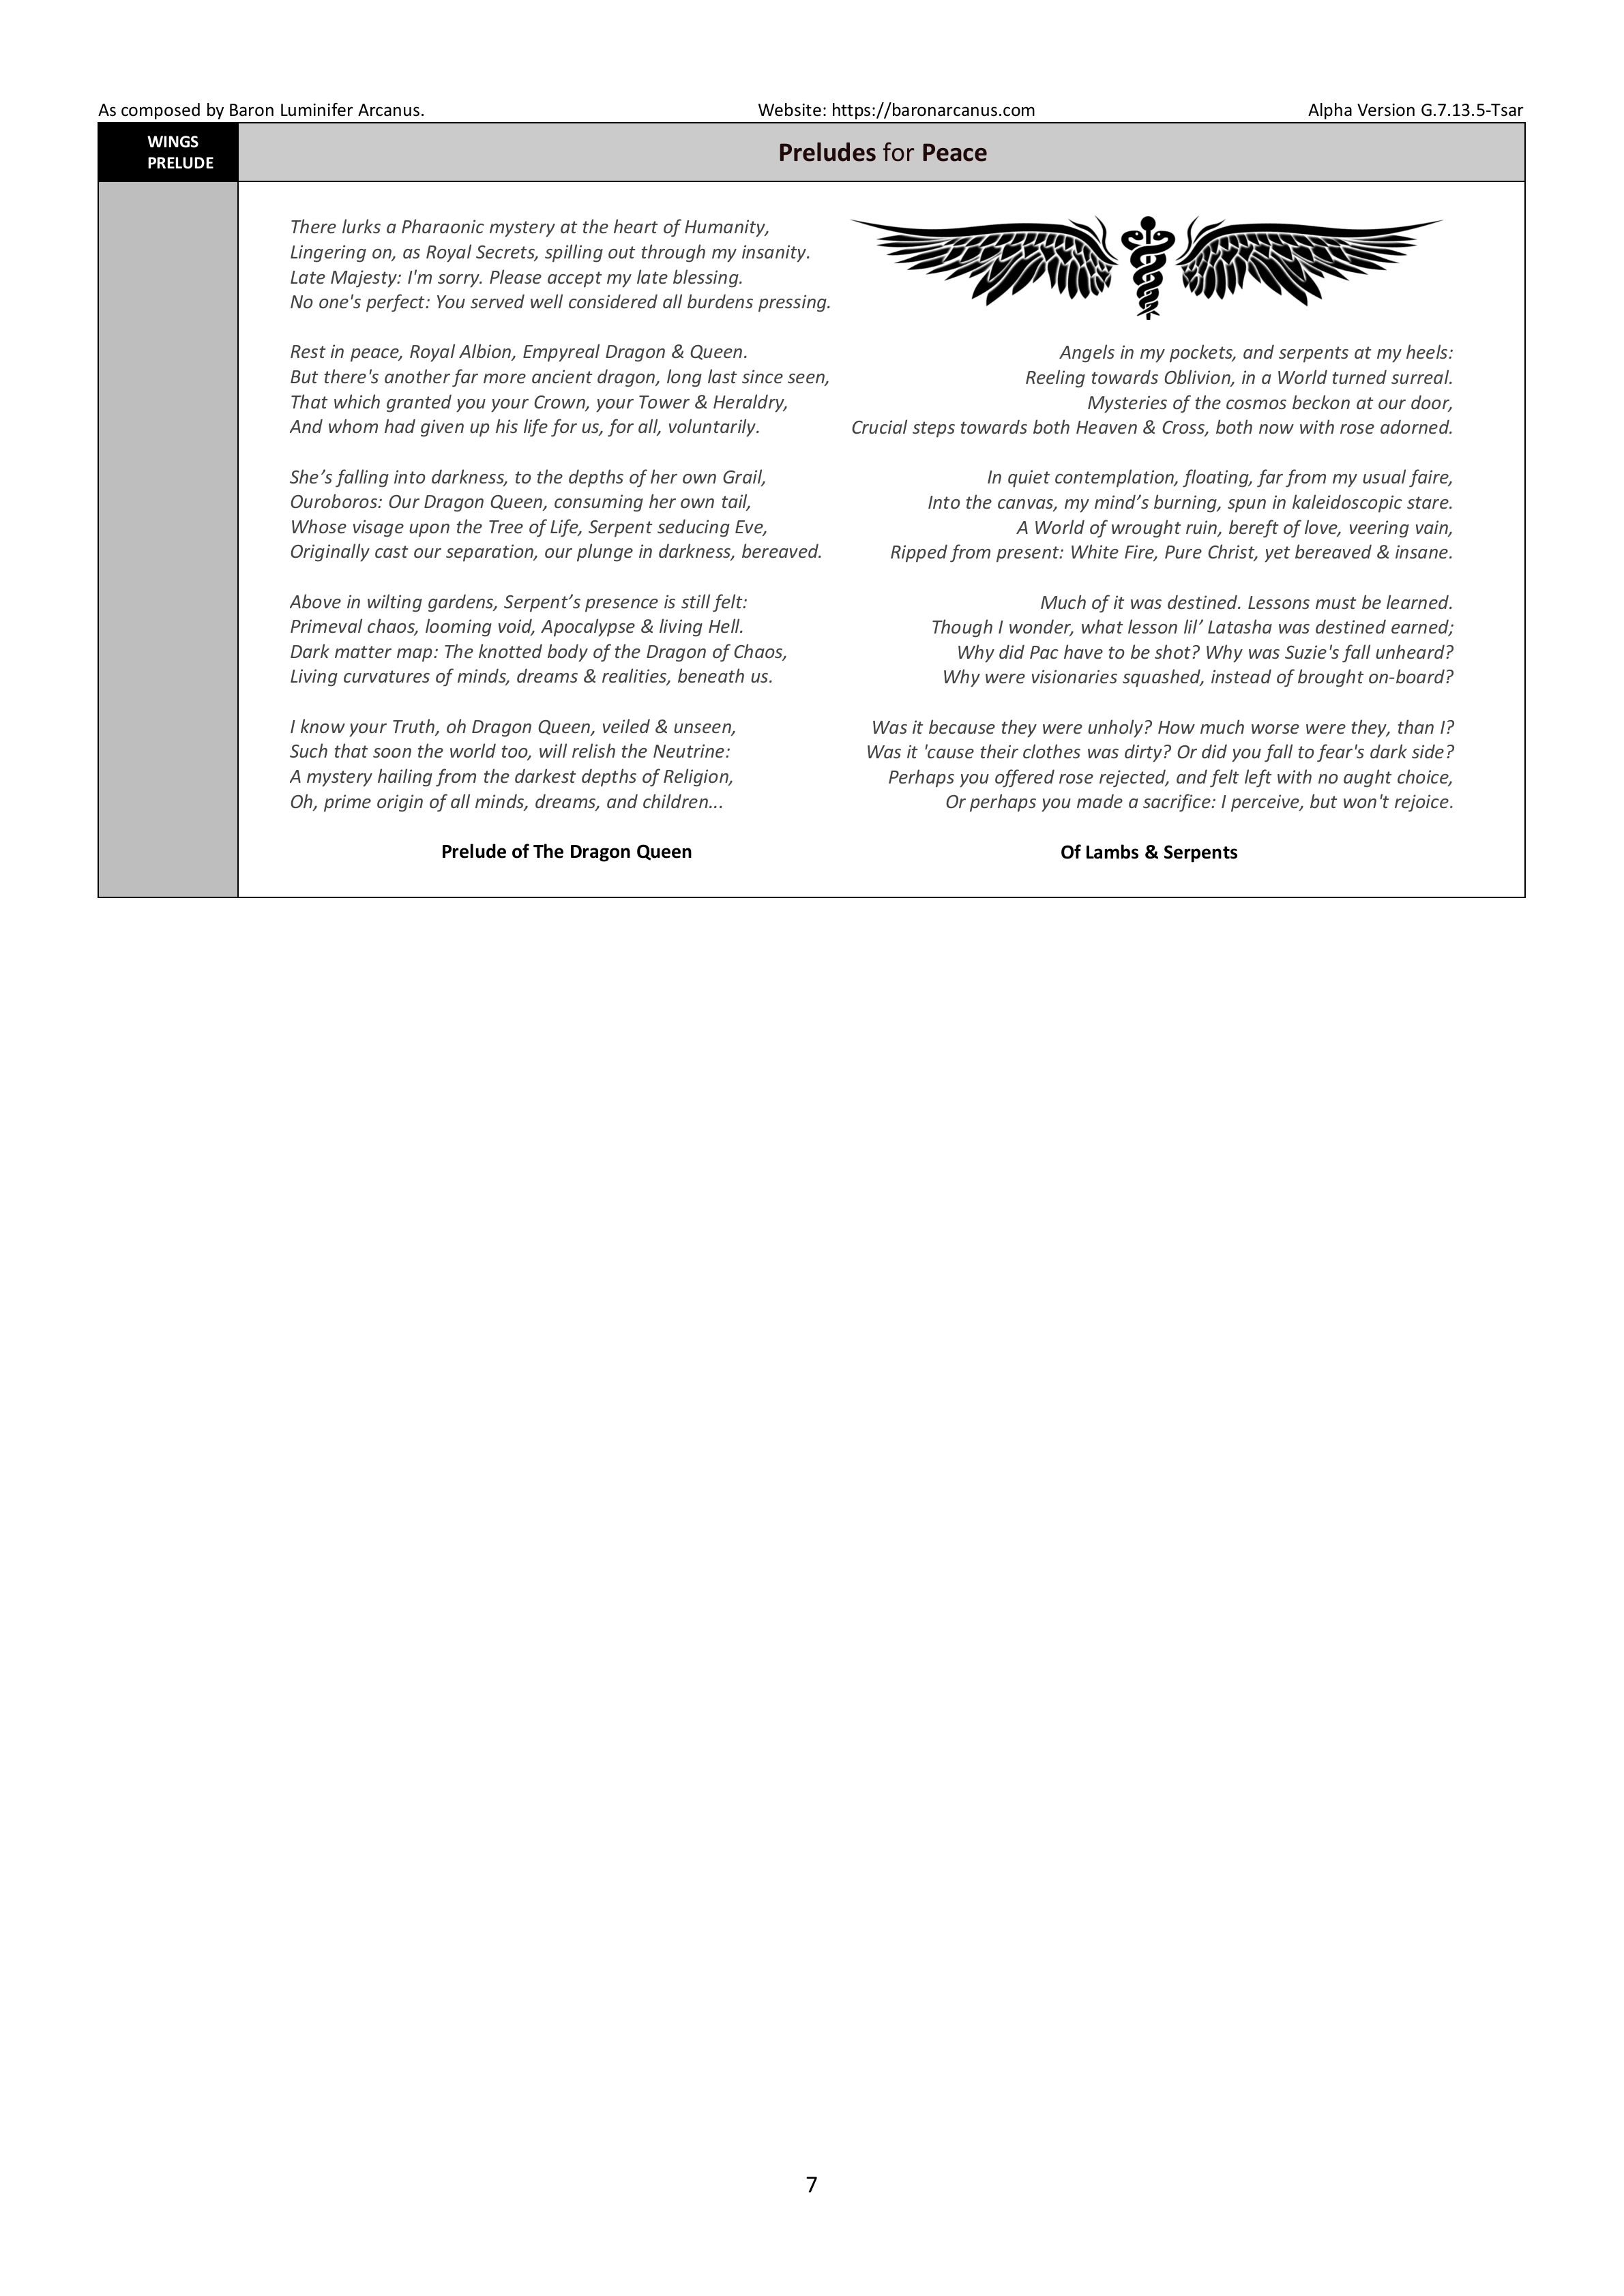 As composed by Baron Luminifer Arcanus.
Website: https://baronarcanus.com
Alpha Version G.7.13.5-Tsar
WINGS
PRELUDE
Preludes for Peace
There lurks a Pharaonic mystery at the heart of Humanity,
Lingering on, as Royal Secrets, spilling out through my insanity.
Late Majesty: I'm sorry. Please accept my late blessing.
No one's perfect: You served well considered all burdens pressing.
Rest in peace, Royal Albion, Empyreal Dragon & Queen.
But there's another far more ancient dragon, long last since seen,
That which granted you your Crown, your Tower & Heraldry,
And whom had given up his life for us, for all, voluntarily.
She’s falling into darkness, to the depths of her own Grail,
Ouroboros: Our Dragon Queen, consuming her own tail,
Whose visage upon the Tree of Life, Serpent seducing Eve,
Originally cast our separation, our plunge in darkness, bereaved.
Above in wilting gardens, Serpent’s presence is still felt:
Primeval chaos, looming void, Apocalypse & living Hell.
Dark matter map: The knotted body of the Dragon of Chaos,
Living curvatures of minds, dreams & realities, beneath us.
I know your Truth, oh Dragon Queen, veiled & unseen,
Such that soon the world too, will relish the Neutrine:
A mystery hailing from the darkest depths of Religion,
Oh, prime origin of all minds, dreams, and children...
Prelude of The Dragon Queen
Angels in my pockets, and serpents at my heels:
Reeling towards Oblivion, in a World turned surreal.
Mysteries of the cosmos beckon at our door,
Crucial steps towards both Heaven & Cross, both now with rose adorned.
In quiet contemplation, floating, far from my usual faire,
Into the canvas, my mind’s burning, spun in kaleidoscopic stare.
A World of wrought ruin, bereft of love, veering vain,
Ripped from present: White Fire, Pure Christ, yet bereaved & insane.
Much of it was destined. Lessons must be learned.
Though I wonder, what lesson lil’ Latasha was destined earned;
Why did Pac have to be shot? Why was Suzie's fall unheard?
Why were visionaries squashed, instead of brought on-board?
Was it because they were unholy? How much worse were they, than I?
Was it 'cause their clothes was dirty? Or did you fall to fear's dark side?
Perhaps you offered rose rejected, and felt left with no aught choice,
Or perhaps you made a sacrifice: I perceive, but won't rejoice.
Of Lambs & Serpents
7